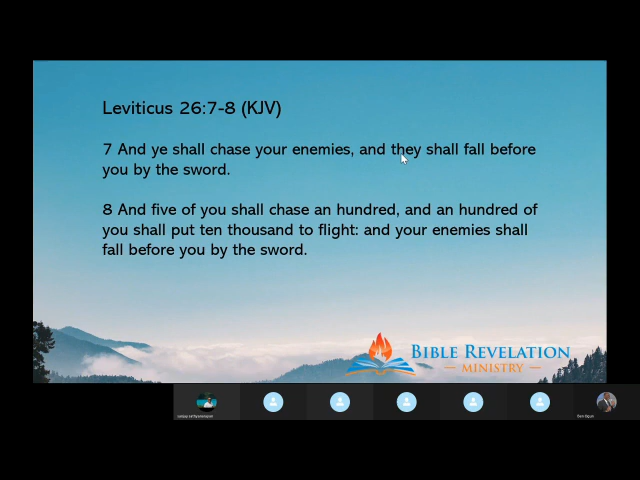 Leviticus 26:7-8 (KJV)
7 And ye shall chase your enemies, and they shall fall before
you by the sword.
8 And five of you shall chase an hundred, and an hundred of
you shall put ten thousand to flight: and your enemies shall
fall before you by the sword.
BIBLE REVELATION
MINISTRY